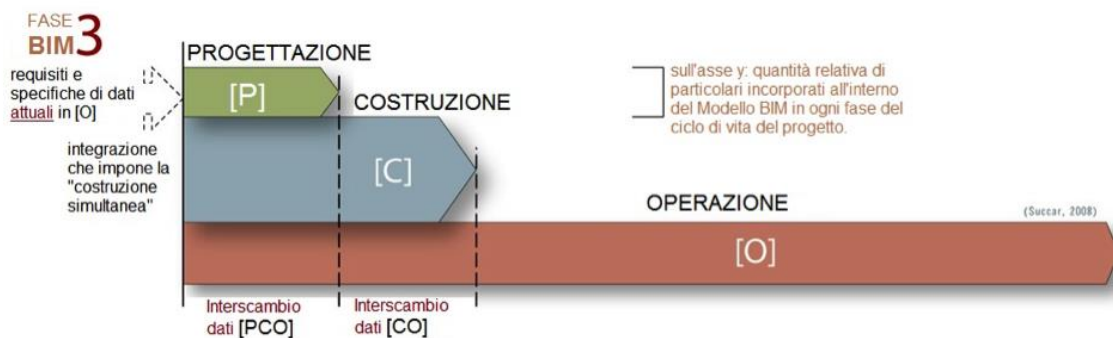 FASE
BIM 3
requisiti e
specifiche di dati
attuali in [O]
integrazione
che impone la
"costruzione
simultanea"
PROGETTAZIONE
[P]
COSTRUZIONE
[C]
sull'asse y: quantità relativa di
particolari incorporati all'interno
del Modello BIM in ogni fase del
ciclo di vita del progetto.
OPERAZIONE
(Succar, 2008)
[O]
Interscambio
dati [PCO]
Interscambio
dati [CO]